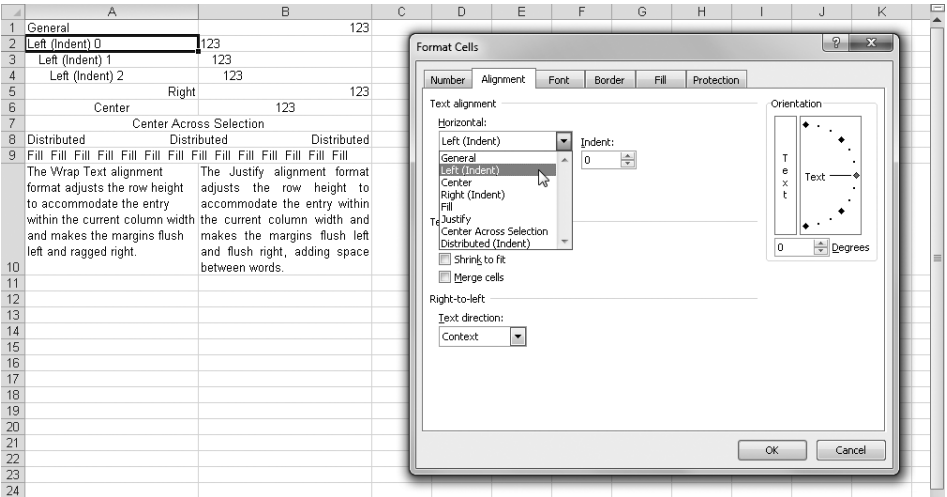 A B C D E F G H I J K
1 General 123
2 Left (Indent) 0 123
3 Left (Indent) 1 123
4 Left (Indent) 2 123
5 Right 123
6 Center 123
7 Center Across Selection
8 Distributed Distributed Distributed
9 Fill Fill Fill Fill Fill Fill Fill Fill Fill Fill Fill Fill Fill Fill
The Wrap Text alignment
format adjusts the row height
to accommodate the entry
within the current column width
and makes the margins flush
left and ragged right.
The Justify alignment format
adjusts the row height to
accommodate the entry within
the current column width and
makes the margins flush left
and flush right, adding space
between words.
10
11
12
13
14
15
16
17
18
19
20
21
22
23
24
Format Cells
?
Number Alignment Font Border Fill Protection
Text alignment
Horizontal:
Left (Indent)
Indent:
0
General
Left (Indent)
Center
Right (Indent)
Fill
Justify
Center Across Selection
Distributed (Indent)
Te
Shrink to fit
Merge cells
Right-to-left
Text direction:
Context
Orientation
Text
Text
0 Degrees
OK Cancel